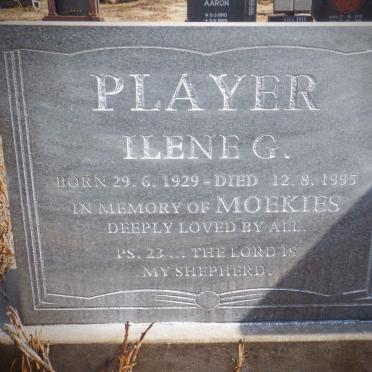 AARON
PLAYER
ILENE G.
BORN 29. 6. 1929 - DIED 12. 8. 1995
IN MEMORY OF MOEKIES
DEEPLY LOVED BY ALL.
PS. 23 ... THE LORD IS
MY SHEPHERD.